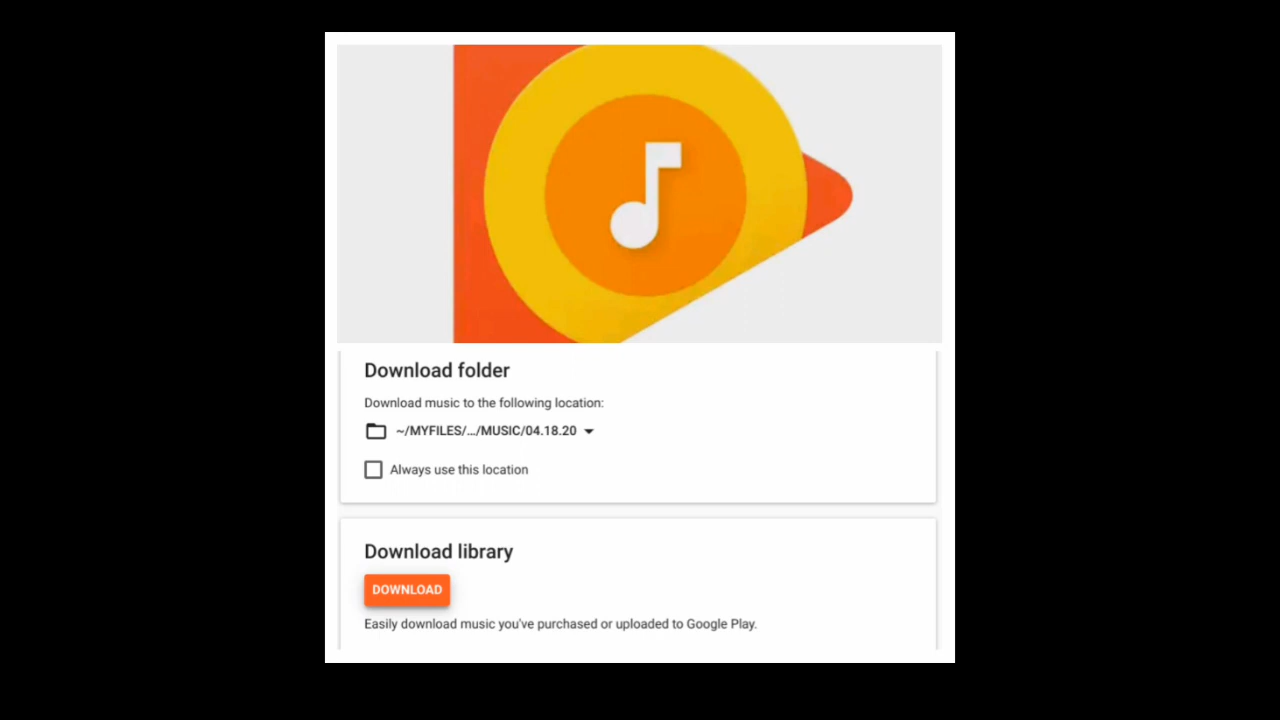 Download folder
Download music to the following location:
~/MYFILES/.../MUSIC/04.18.20
Always use this location
Download library
DOWNLOAD
Easily download music you've purchased or uploaded to Google Play.